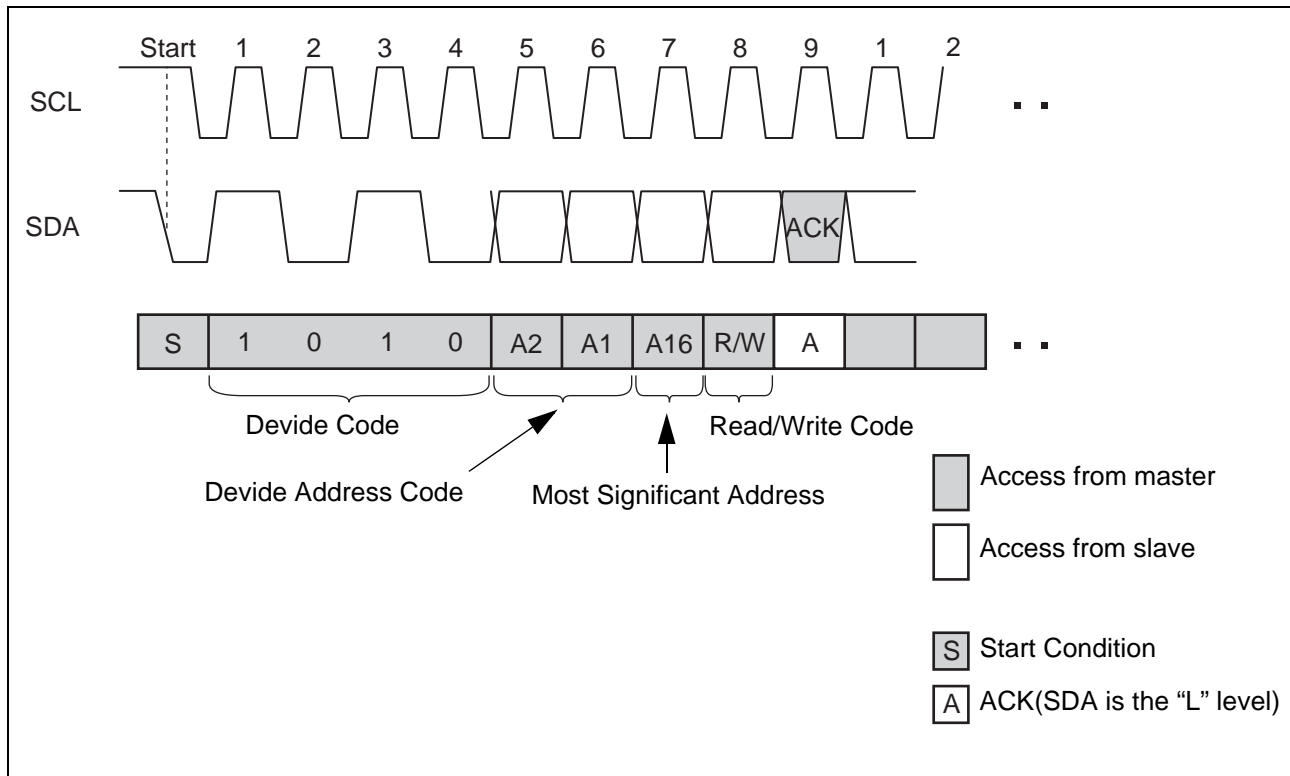 Start 1 2 3 4 5 6 7 8 9 1 2
SCL
SDA
ACK
S 1 0 1 0 A2 A1 A16 R/W A
Devide Code
Read/Write Code
Devide Address Code
Most Significant Address
Access from master
Access from slave
S Start Condition
A ACK(SDA is the “L” level)